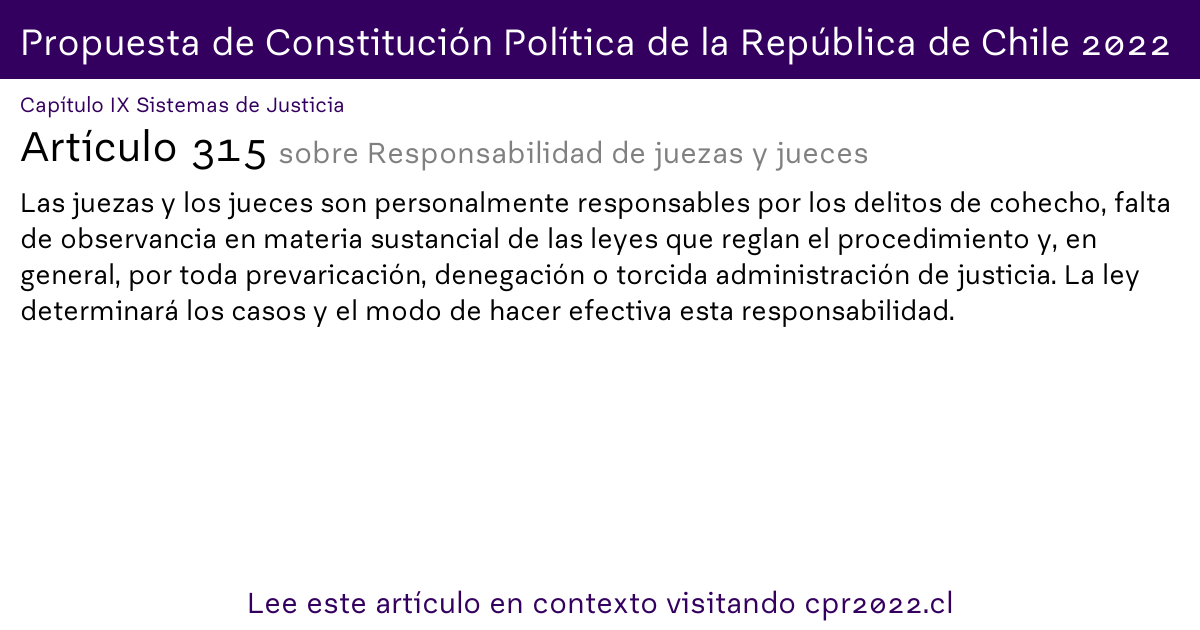 Propuesta de Constitución Política de la República de Chile 2022
Capítulo IX Sistemas de Justicia
Artículo 315 sobre Responsabilidad de juezas y jueces
Las juezas y los jueces son personalmente responsables por los delitos de cohecho, falta
de observancia en materia sustancial de las leyes que reglan el procedimiento y, en
general, por toda prevaricación, denegación o torcida administración de justicia. La ley
determinará los casos y el modo de hacer efectiva esta responsabilidad.
Lee este artículo en contexto visitando cpr2022.cl